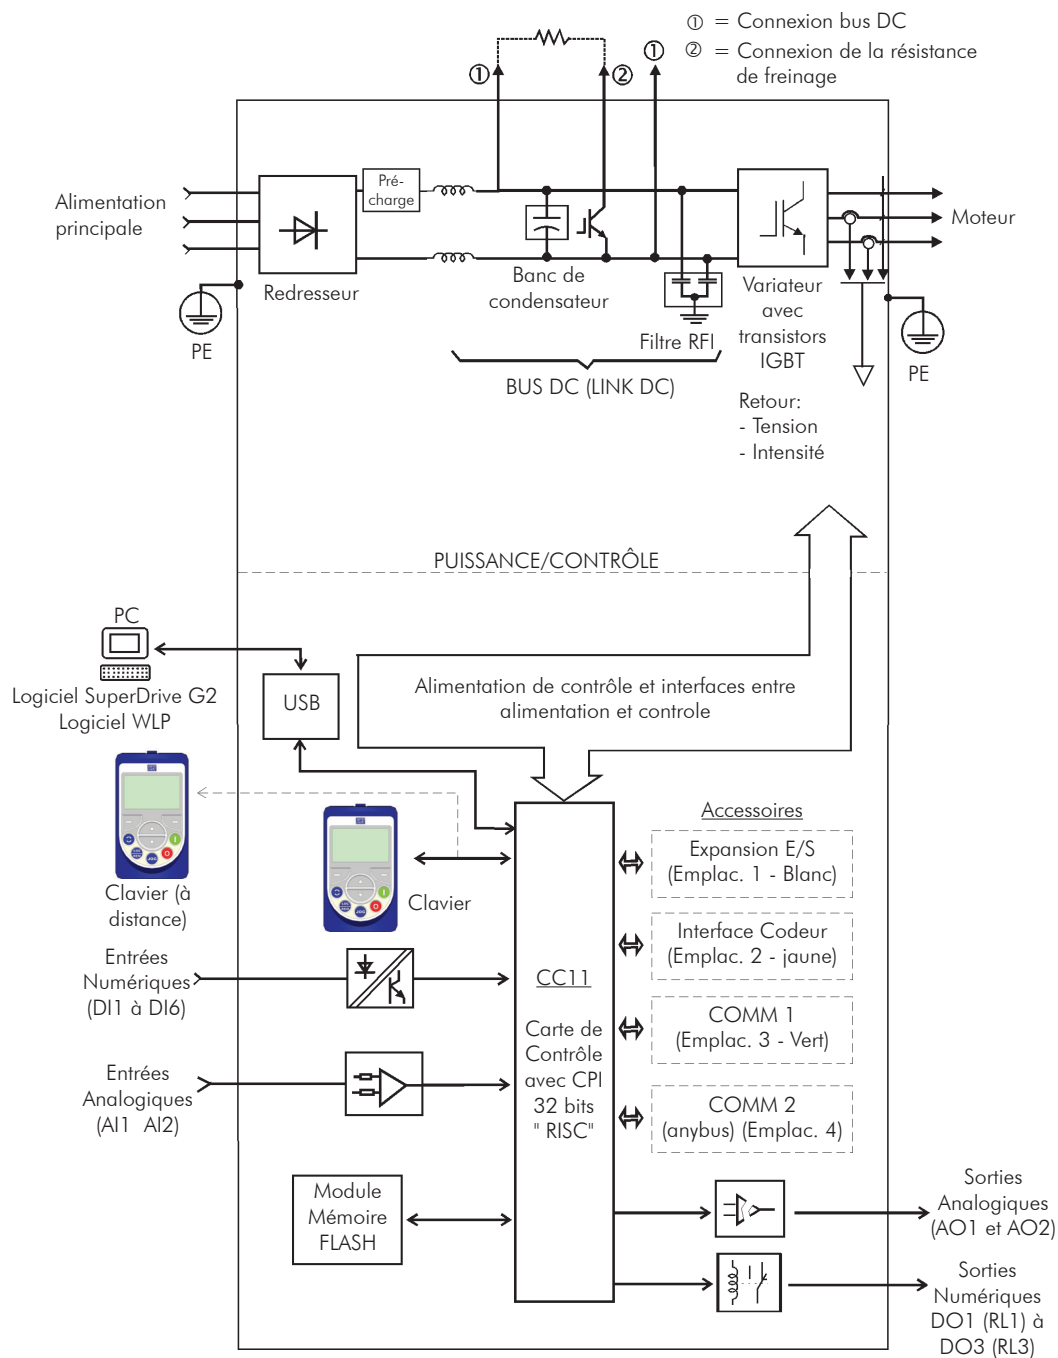 ① = Connexion bus DC
② = Connexion de la résistance
de freinage
① ② ①
Pré-
charge
Alimentation
principale
Moteur
Redresseur
Banc de
condensateur
Variateur
avec
transistors
IGBT
Filtre RFI
PE
PE
BUS DC (LINK DC)
Retour:
- Tension
- Intensité
PUISSANCE/CONTRÔLE
PC
Logiciel SuperDrive G2
Logiciel WLP
USB
Alimentation de contrôle et interfaces entre
alimentation et controle
Accessoires
Expansion E/S
(Emplac. 1 - Blanc)
Clavier (à
distance)
Clavier
Interface Codeur
(Emplac. 2 - jaune)
Entrées
Numériques
(DI1 à DI6)
CC11
Carte de
Contrôle
avec CPI
32 bits
" RISC"
COMM 1
(Emplac. 3 - Vert)
Entrées
Analogiques
(AI1 AI2)
COMM 2
(anybus) (Emplac. 4)
Module
Mémoire
FLASH
Sorties
Analogiques
(AO1 et AO2)
Sorties
Numériques
DO1 (RL1) à
DO3 (RL3)